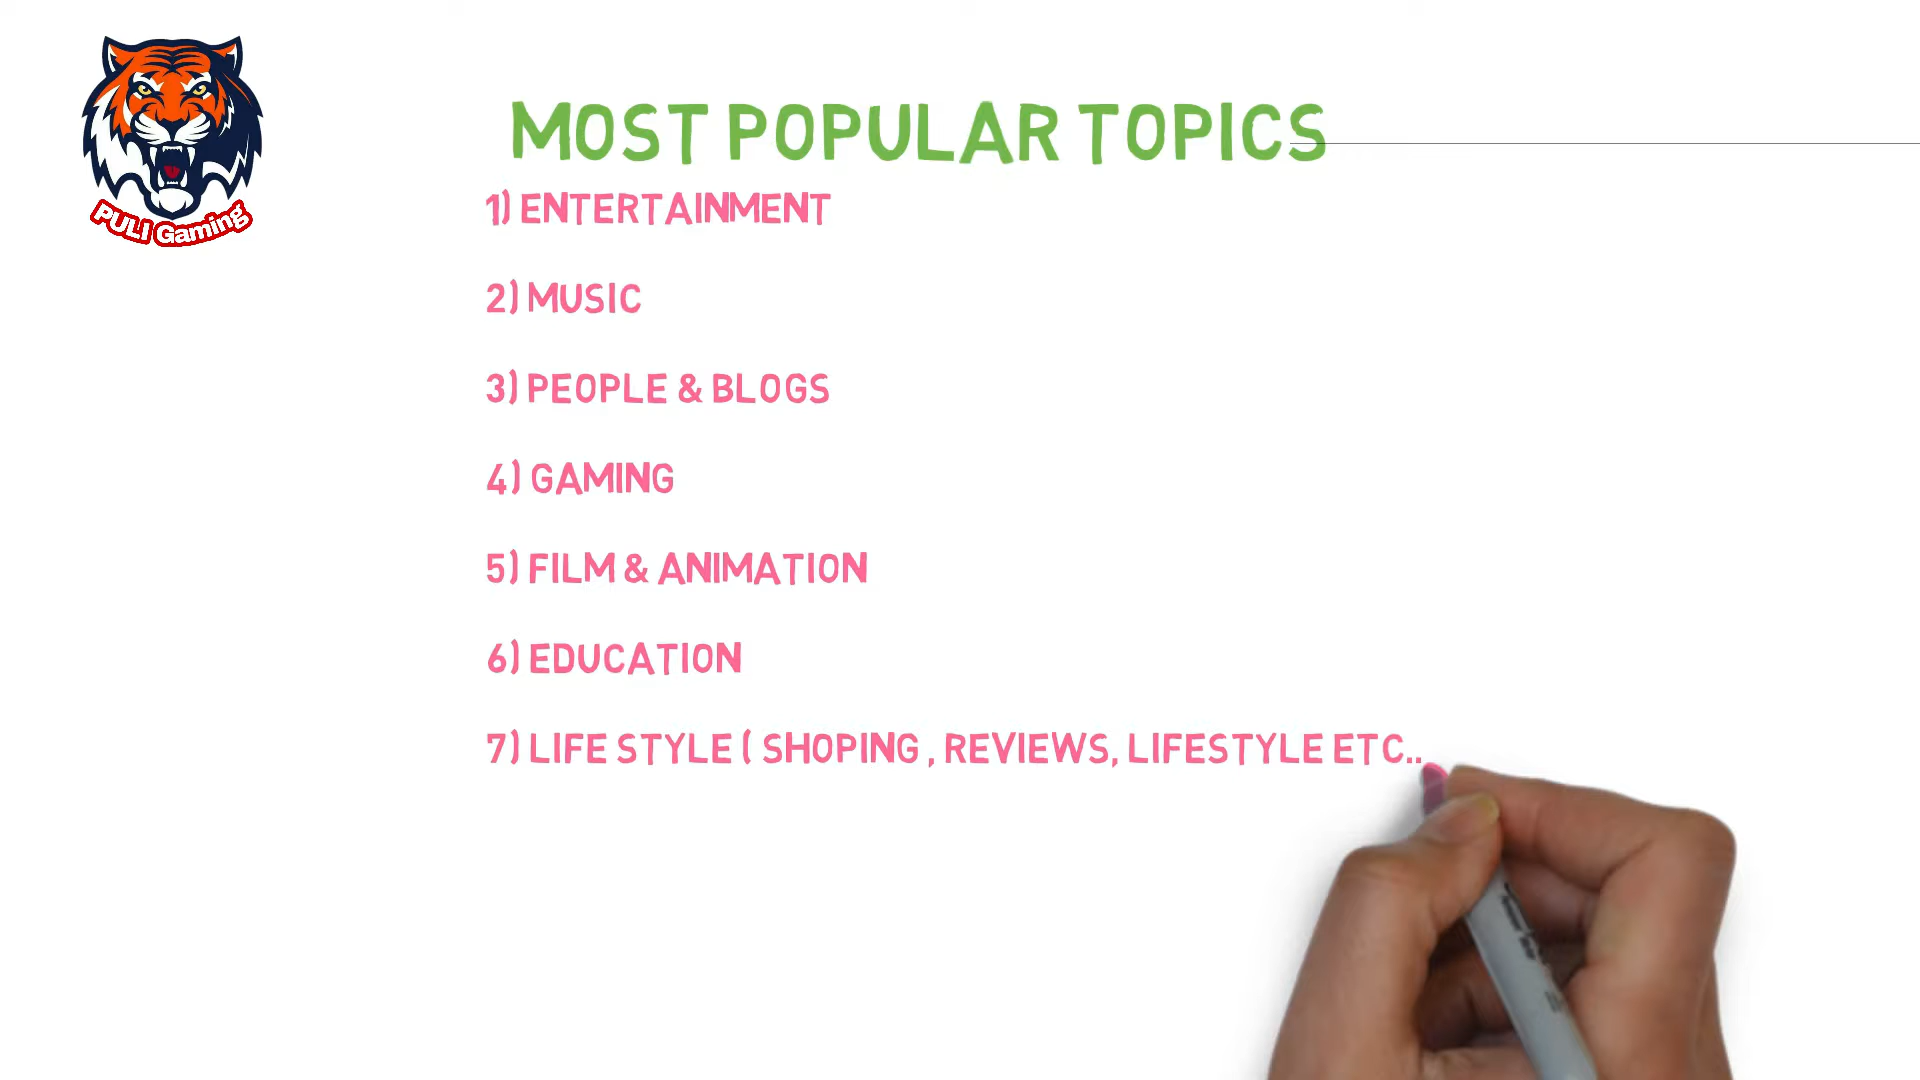 MOST POPULAR TOPICS
1) ENTERTAINMENT
2) MUSIC
3) PEOPLE & BLOGS
4) GAMING
5) FILM & ANIMATION
6) EDUCATION
7) LIFE STYLE ( SHOPING , REVIEWS, LIFESTYLE ETC..
PULI Gaming